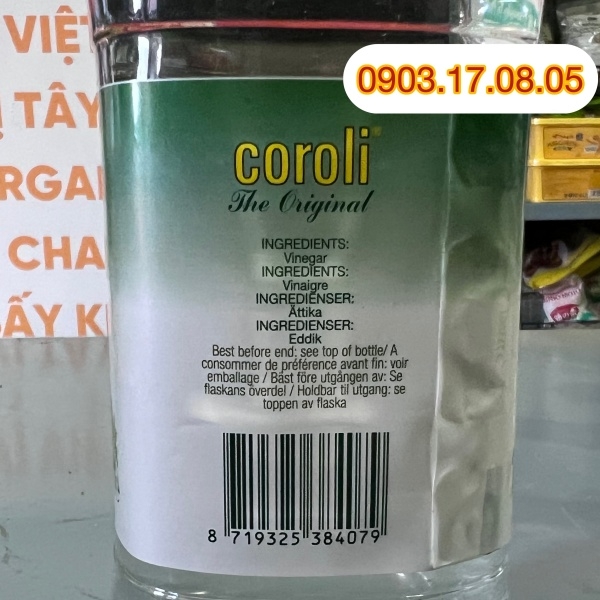 VIỆT
0903.17.08.05
TÂY
coroli
The Original
CHA
INGREDIENTS:
Vinegar
INGREDIENTS:
Vinaigre
INGREDIENSER:
Ättika
INGREDIENSER:
Eddik
Best before end: see top of bottle/ A
consommer de préférence avant fin: voir
emballage / Bäst före utgången av: Se
flaskans överdel / Holdbar til utgang: se
toppen av flaska
8 719325 384079